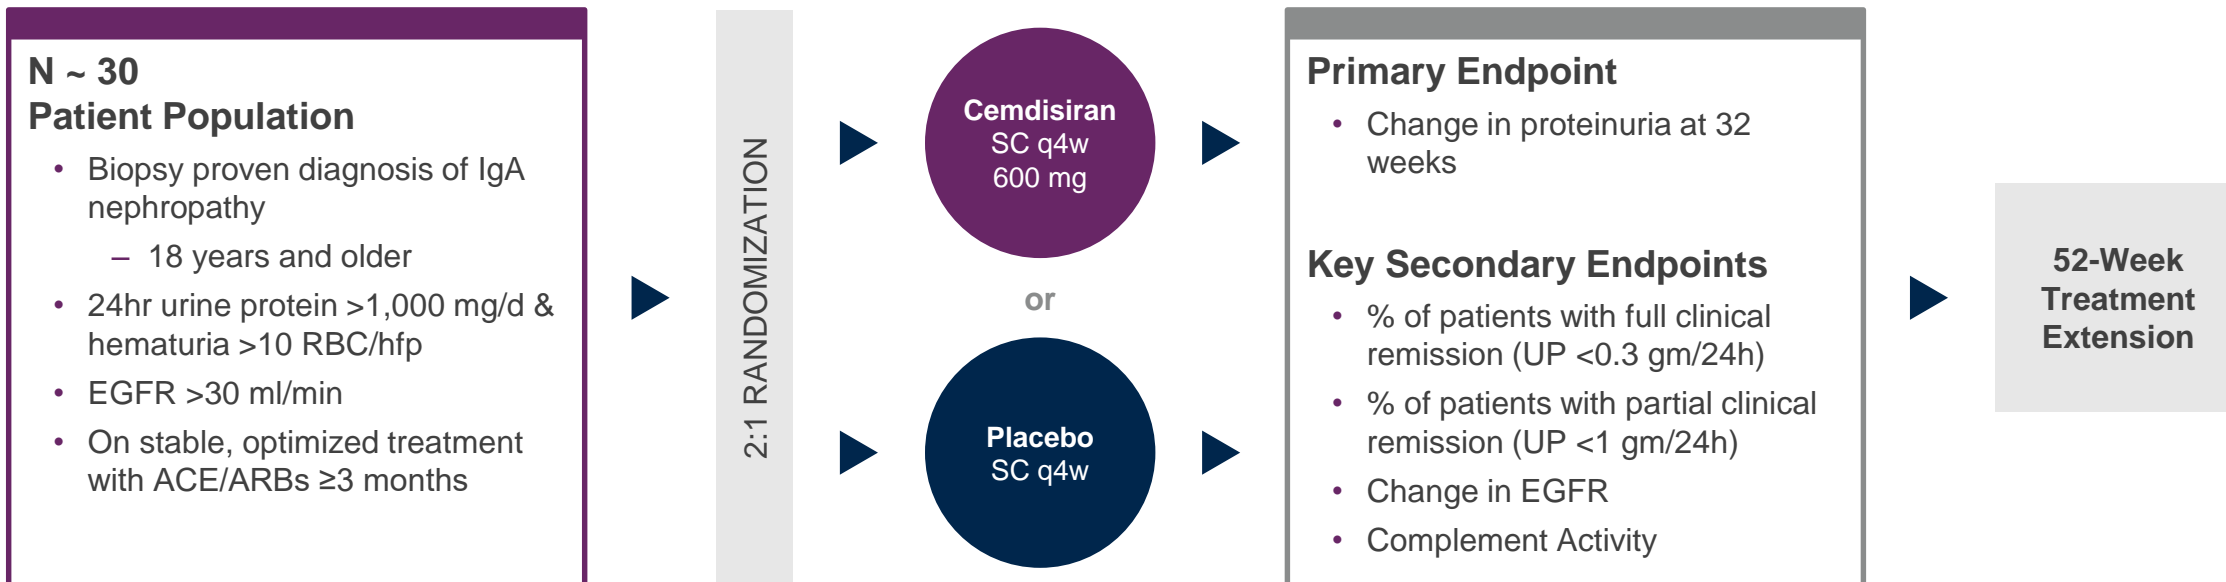 N ~ 30
Patient Population
• Biopsy proven diagnosis of IgA
nephropathy
– 18 years and older
• 24hr urine protein >1,000 mg/d &
hematuria >10 RBC/hfp
• EGFR >30 ml/min
• On stable, optimized treatment
with ACE/ARBs ≥3 months
2:1 RANDOMIZATION
Cemdisiran
SC q4w
600 mg
or
Placebo
SC q4w
Primary Endpoint
• Change in proteinuria at 32
weeks
Key Secondary Endpoints
• % of patients with full clinical
remission (UP <0.3 gm/24h)
• % of patients with partial clinical
remission (UP <1 gm/24h)
• Change in EGFR
• Complement Activity
52-Week
Treatment
Extension